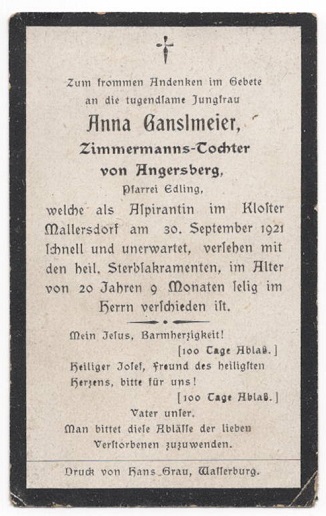 Zum frommen Andenken im Gebete
an die tugendsame Jungfrau
Anna Ganslmeier,
Zimmermanns-Tochter
von Angersberg,
Pfarrei Edling,
welche als Aspirantin im Kloster
Mallersdorf am 30. September 1921
schnell und unerwartet, versehen mit
den heil. Sterbsakramenten, im Alter
von 20 Jahren 9 Monaten selig im
Herrn verschieden ist.
Mein Jesus, Barmherzigkeit!
[100 Tage Ablaß.]
Heiliger Josef, Freund des heiligsten
Herzens, bitte für uns!
[100 Tage Ablaß.]
Vater unser.
Man bittet diese Ablässe der lieben
Verstorbenen zuzuwenden.
Druck von Hans Grau, Wasserburg.